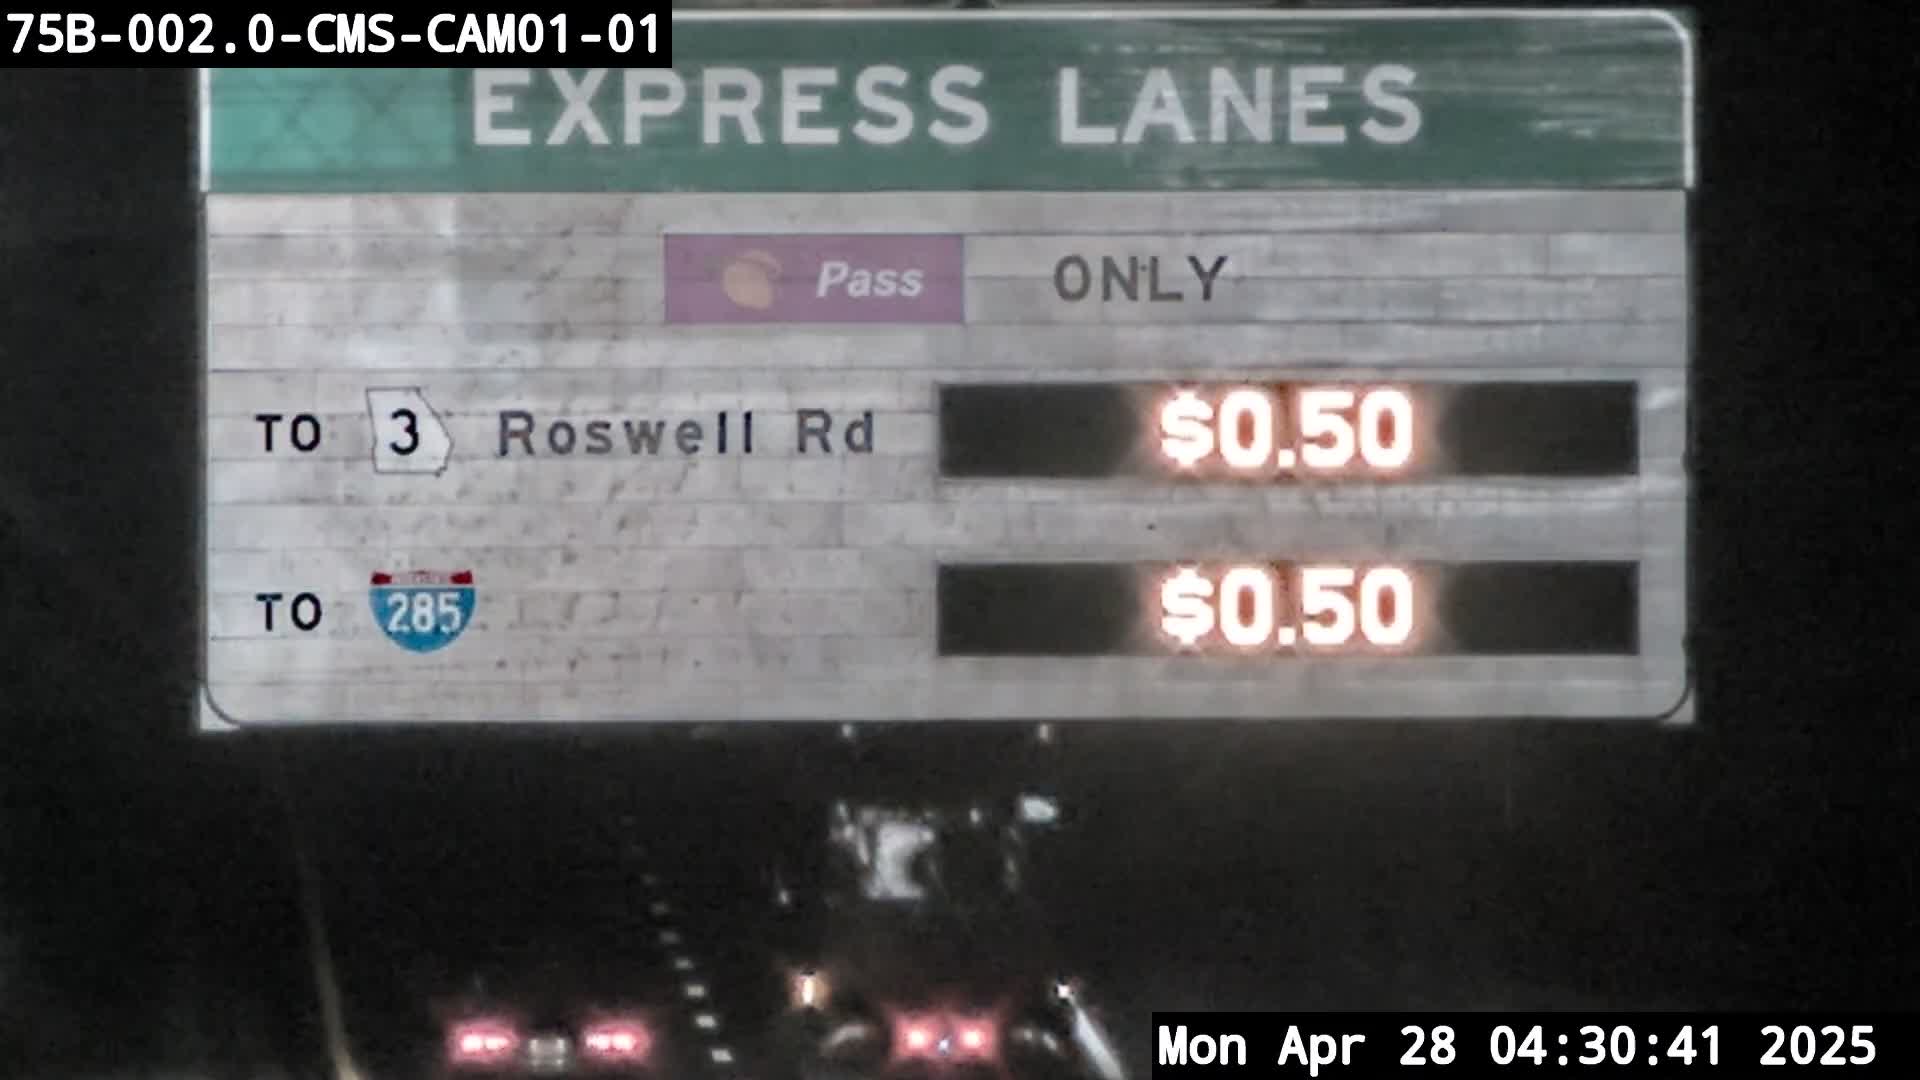 75B-002.0-CMS-CAM01-01
EXPRESS LANES
Pass ONLY
TO 3 Roswell Rd $0.50
TO 285 $0.50
Mon Apr 28 04:30:41 2025